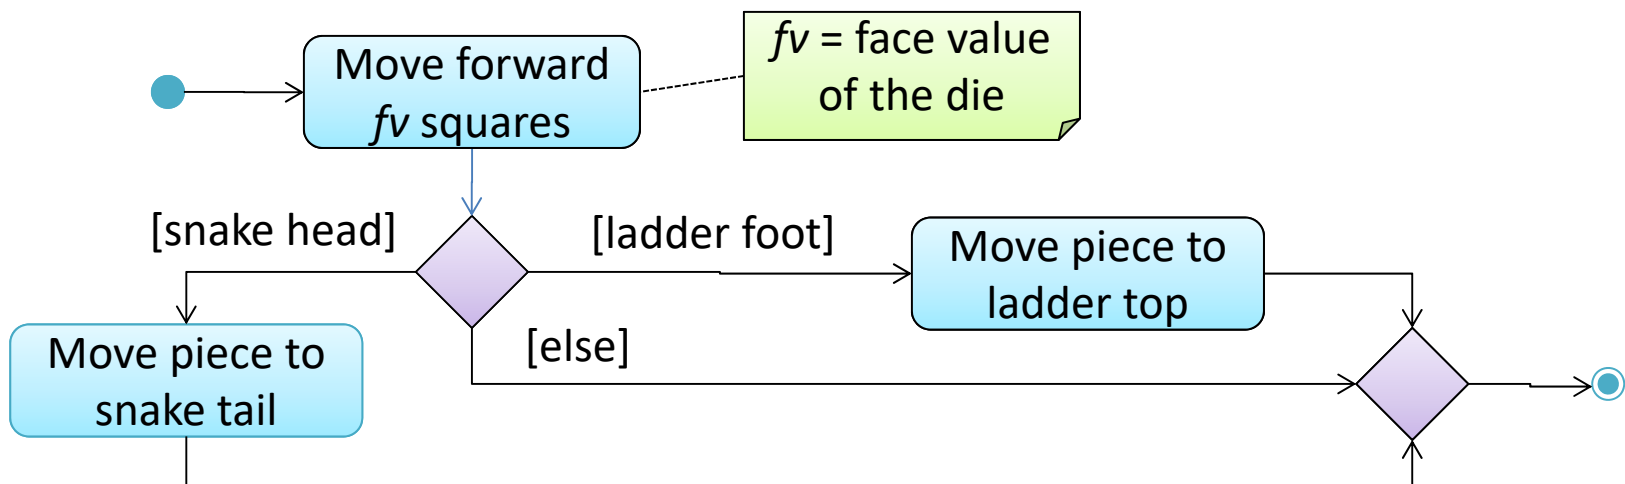 Move forward
fv squares
fv = face value
of the die
[snake head]
[ladder foot]
Move piece to
ladder top
[else]
Move piece to
snake tail